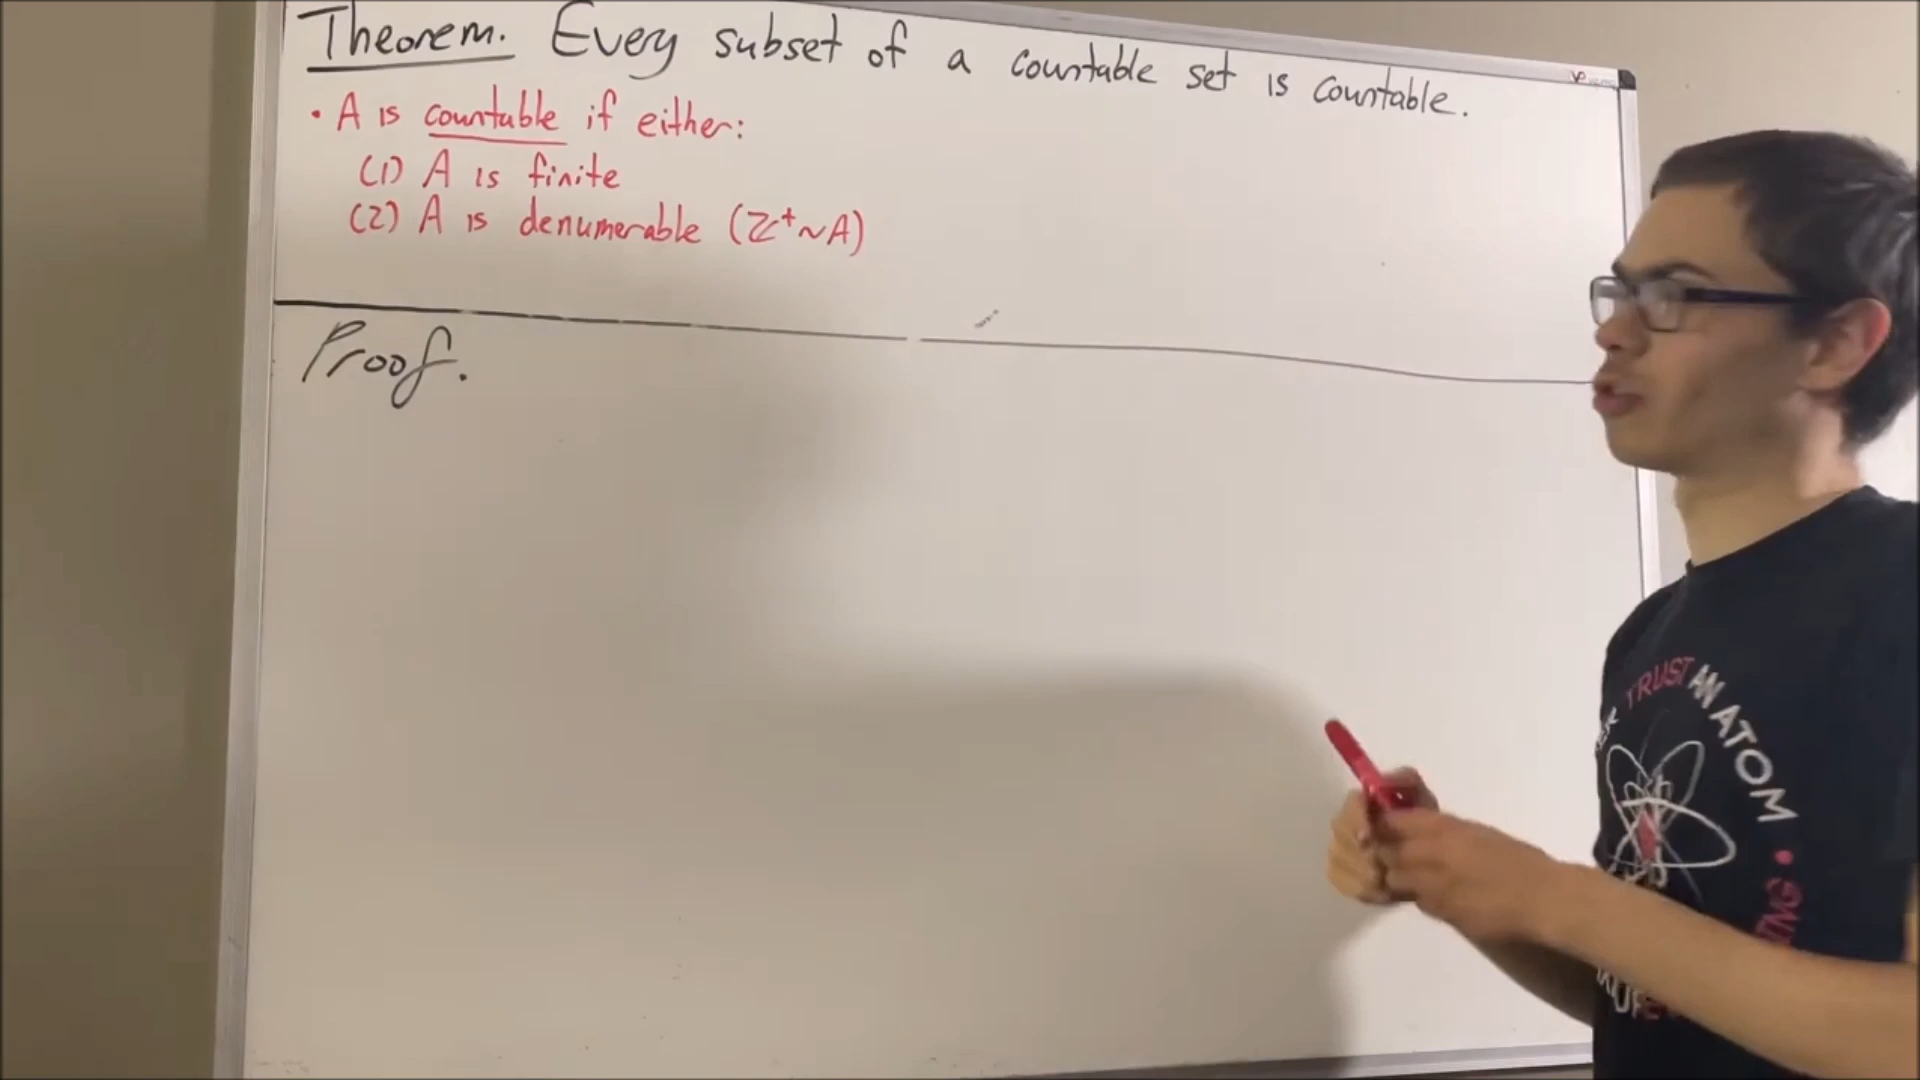 Theorem. Every subset of a countable set is countable.
• A is countable if either:
(1) A is finite
(2) A is denumerable (ℤ⁺~A)
Proof.
TRUST AN ATOM